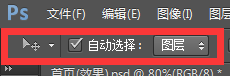 Ps 文件(F) 编辑(E) 图像(I)
自动选择： 图层
首页(效果).psd @ 80%(RGB/8) *